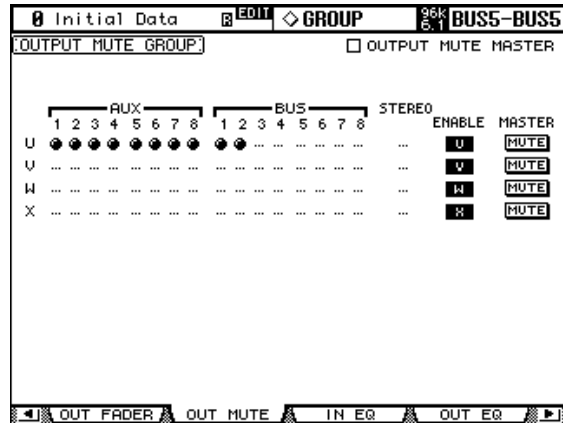 0 Initial Data R EDIT ◇ GROUP 96k 6.1 BUS5-BUS5
OUTPUT MUTE GROUP
OUTPUT MUTE MASTER
AUX BUS STEREO
1 2 3 4 5 6 7 8 1 2 3 4 5 6 7 8 ENABLE MASTER
U U MUTE
V V MUTE
W W MUTE
X X MUTE
OUT FADER OUT MUTE IN EQ OUT EQ